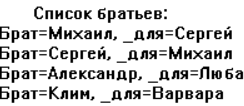 Список братьев:
Брат=Михаил, _для=Сергей
Брат=Сергей, _для=Михаил
Брат=Александр, _для=Люба
Брат=Клим, _для=Варвара